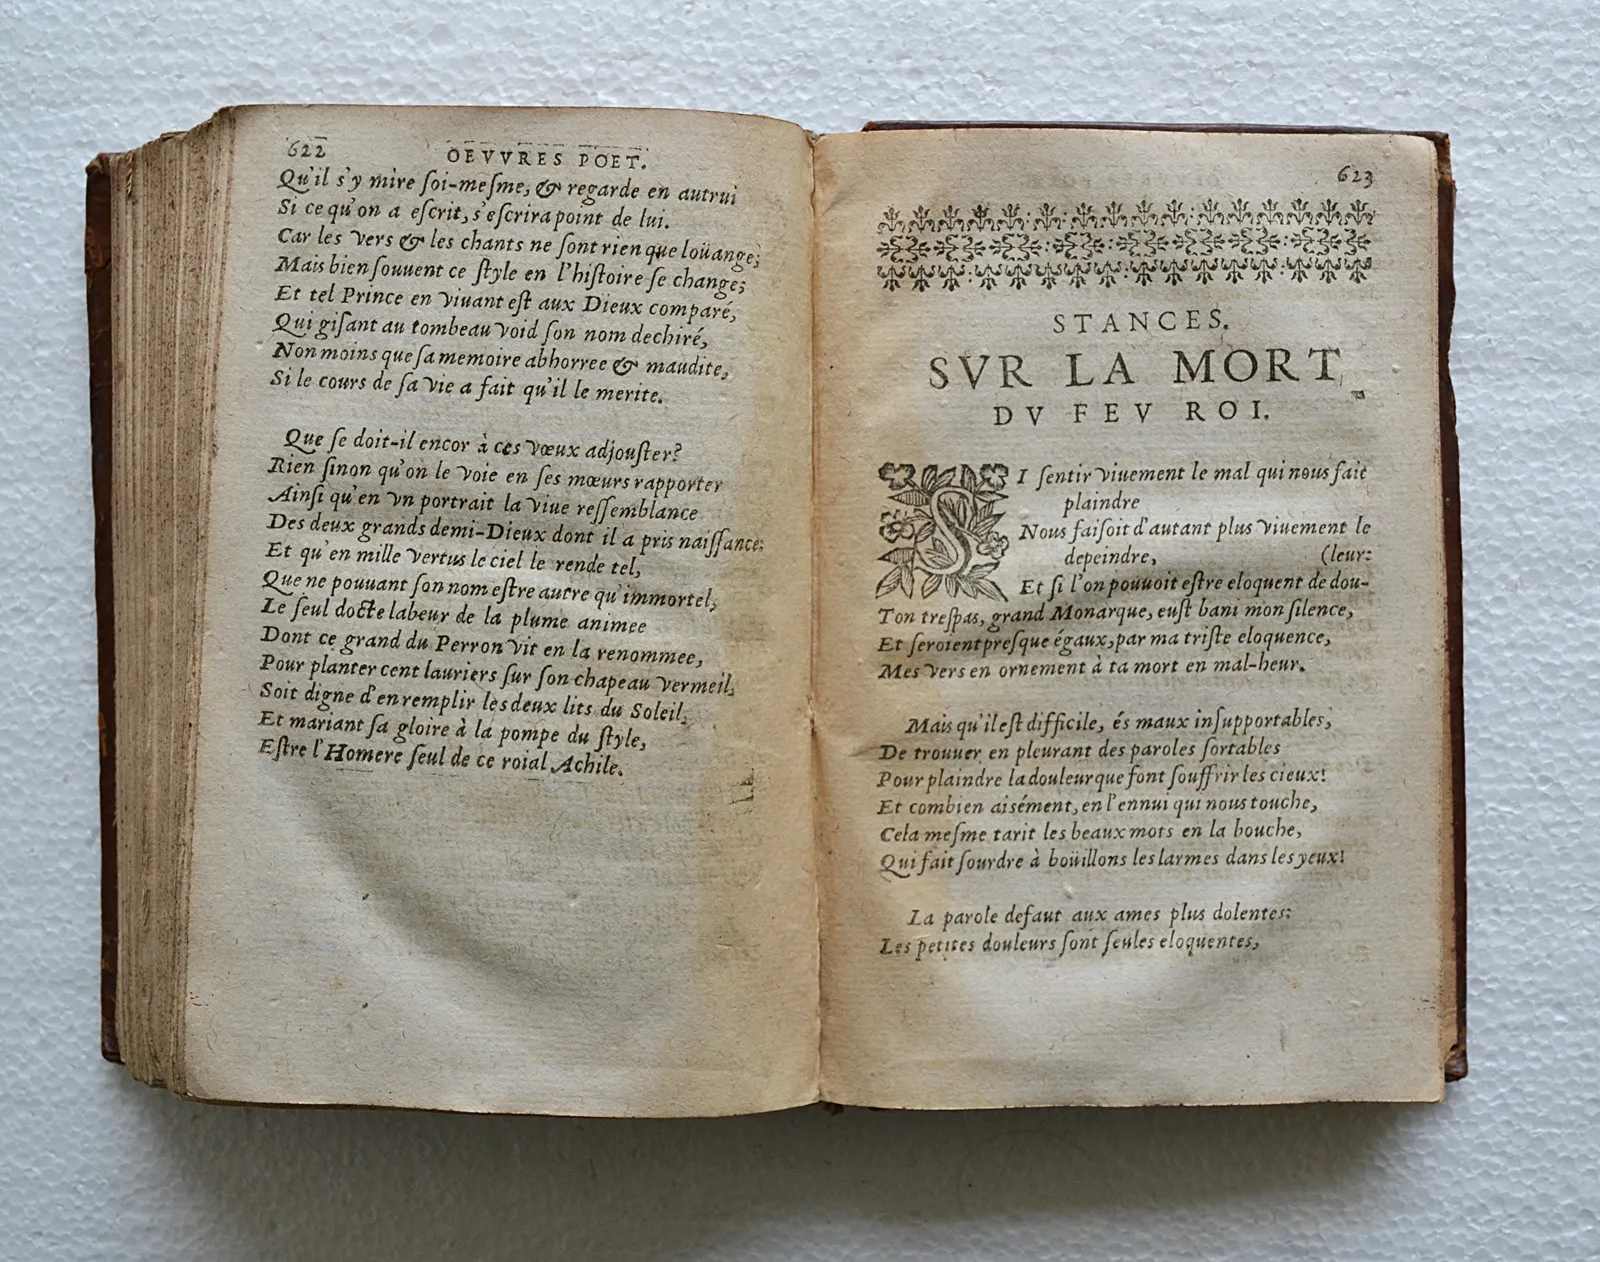 622
OEVVRES POET.
Qu'il s'y mire ſoi-meſme, & regarde en autrui
Si ce qu'on a eſcrit, s'eſcrira point de lui.
Car les vers & les chants ne ſont rien que loüange;
Mais bien ſouuent ce ſtyle en l'hiſtoire ſe change;
Et tel Prince en viuant eſt aux Dieux comparé,
Qui giſant au tombeau void ſon nom dechiré,
Non moins que ſa memoire abhorree & maudite,
Si le cours de ſa vie a fait qu'il le merite.
Que ſe doit-il encor à ces vœux adjouſter?
Rien ſinon qu'on le voie en ſes mœurs rapporter
Ainſi qu'en vn portrait la viue reſſemblance
Des deux grands demi-Dieux dont il a pris naiſſance:
Et qu'en mille vertus le ciel le rende tel,
Que ne pouuant ſon nom eſtre autre qu'immortel,
Le ſeul docte labeur de la plume animee
Dont ce grand du Perron vit en la renommee,
Pour planter cent lauriers ſur ſon chapeau vermeil,
Soit digne d'en remplir les deux lits du Soleil,
Et mariant ſa gloire à la pompe du ſtyle,
Eſtre l'Homere ſeul de ce roial Achile.
623
STANCES.
SVR LA MORT
DV FEV ROI.
SI ſentir viuement le mal qui nous fait
plaindre
Nous faiſoit d'autant plus viuement le
depeindre, (leur:
Et ſi l'on pouuoit eſtre eloquent de dou-
Ton treſpas, grand Monarque, euſt bani mon ſilence,
Et ſeroient preſque égaux, par ma triſte eloquence,
Mes vers en ornement à ta mort en mal-heur.
Mais qu'il eſt difficile, és maux inſupportables,
De trouuer en pleurant des paroles ſortables
Pour plaindre la douleur que font ſouffrir les cieux!
Et combien aisément, en l'ennui qui nous touche,
Cela meſme tarit les beaux mots en la bouche,
Qui fait ſourdre à boüillons les larmes dans les yeux!
La parole defaut aux ames plus dolentes:
Les petites douleurs ſont ſeules eloquentes,